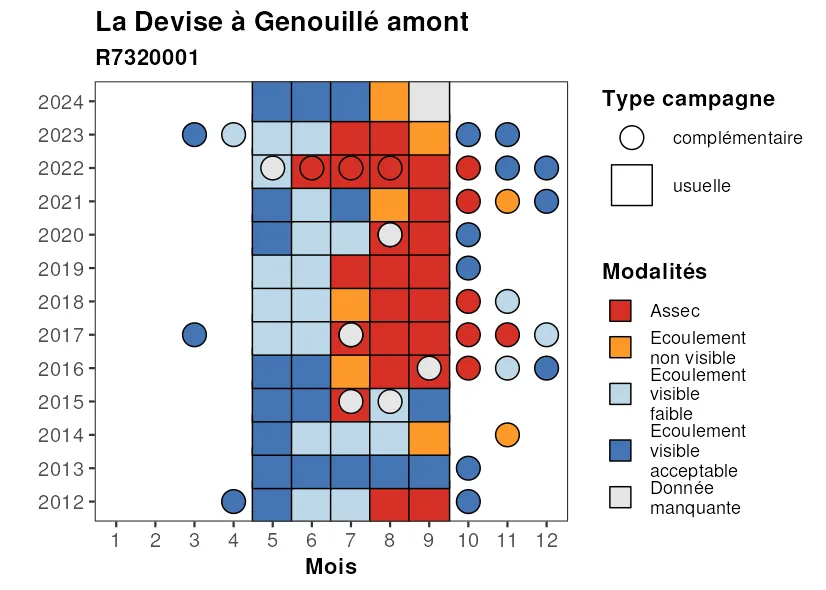 La Devise à Genouillé amont
R7320001
2024
2023
2022
2021
2020
2019
2018
2017
2016
2015
2014
2013
2012
1 2 3 4 5 6 7 8 9 10 11 12
Mois
Type campagne
complémentaire
usuelle
Modalités
Assec
Ecoulement
non visible
Ecoulement
visible
faible
Ecoulement
visible
acceptable
Donnée
manquante